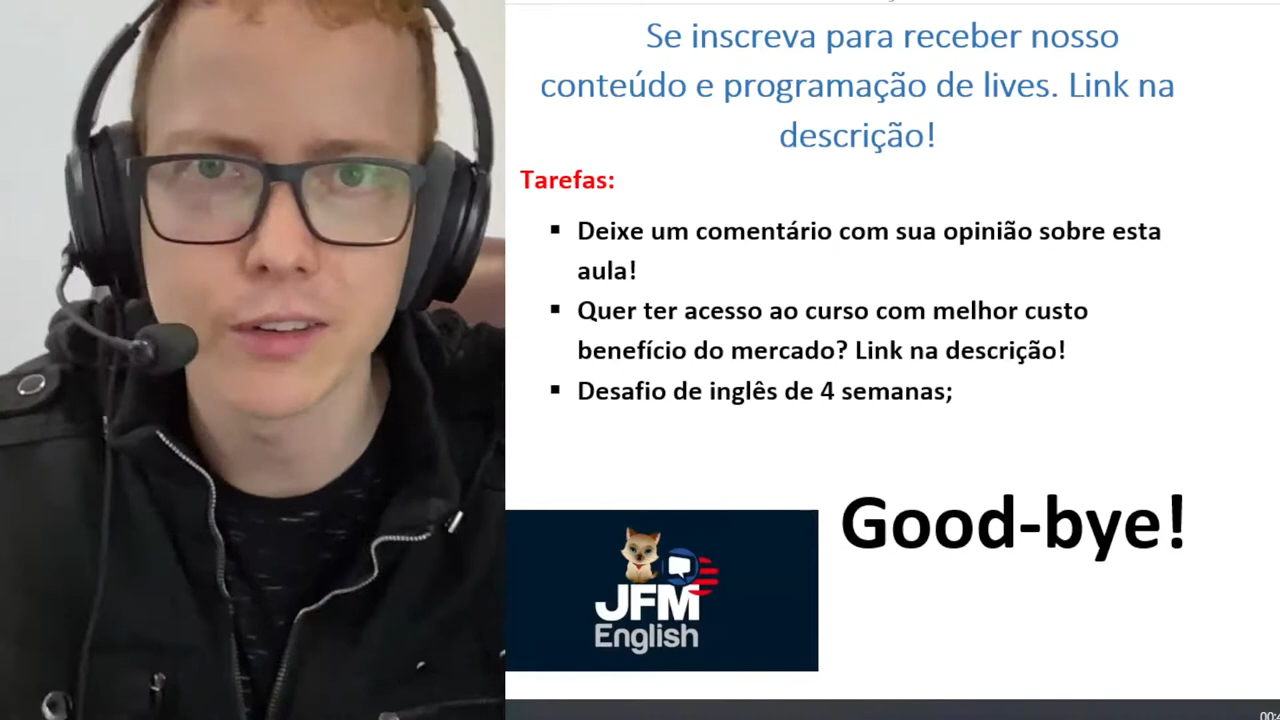 Se inscreva para receber nosso
conteúdo e programação de lives. Link na
descrição!
Tarefas:
▪ Deixe um comentário com sua opinião sobre esta
aula!
▪ Quer ter acesso ao curso com melhor custo
benefício do mercado? Link na descrição!
▪ Desafio de inglês de 4 semanas;
Good-bye!
JFM
English